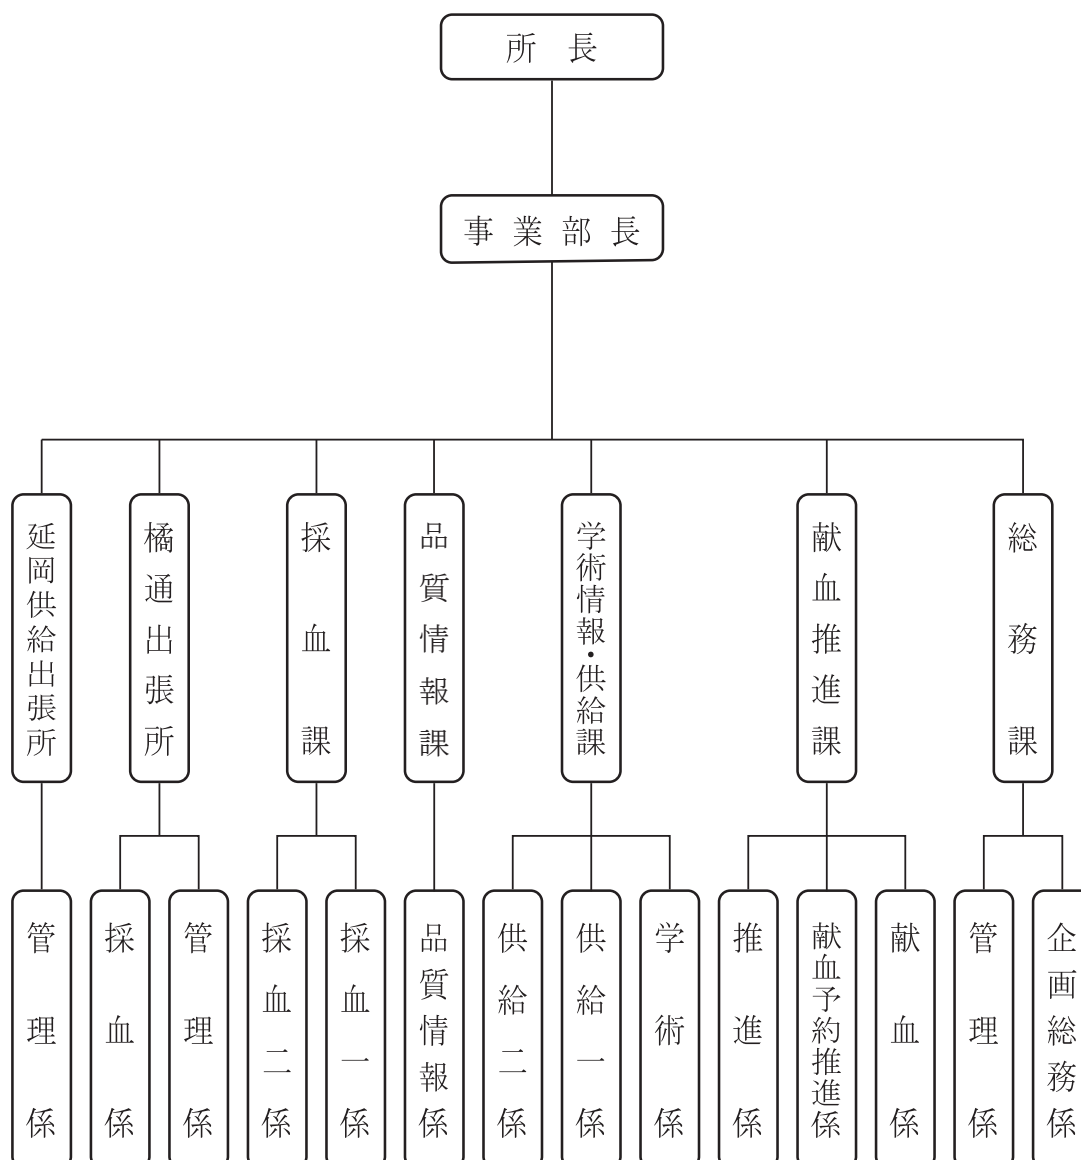 所長
事業部長
総務課
献血推進課
学術情報・供給課
品質情報課
採血課
橘通出張所
延岡供給出張所
企画総務係
管理係
献血係
献血予約推進係
推進係
学術係
供給一係
供給二係
品質情報係
採血一係
採血二係
管理係
採血係
管理係